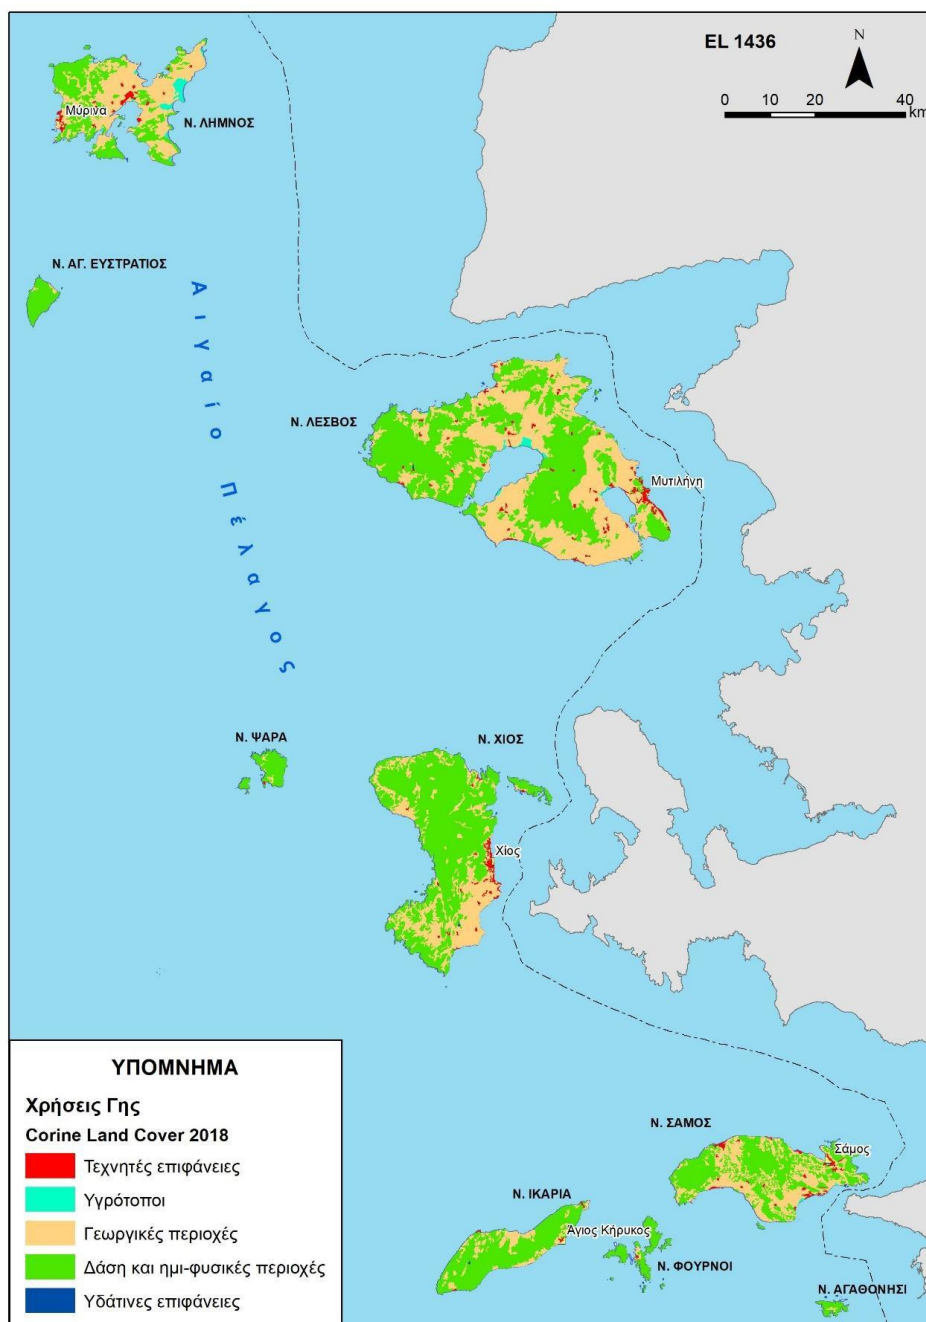 EL 1436
N
0 10 20 40
km
Μύρινα
Ν. ΛΗΜΝΟΣ
Ν. ΑΓ. ΕΥΣΤΡΑΤΙΟΣ
Αιγαίο Πέλαγος
Ν. ΛΕΣΒΟΣ
Μυτιλήνη
Ν. ΨΑΡΑ
Ν. ΧΙΟΣ
Χίος
Ν. ΣΑΜΟΣ
Σάμος
Ν. ΙΚΑΡΙΑ
Άγιος Κήρυκος
Ν. ΦΟΥΡΝΟΙ
Ν. ΑΓΑΘΟΝΗΣΙ
ΥΠΟΜΝΗΜΑ
Χρήσεις Γης
Corine Land Cover 2018
Τεχνητές επιφάνειες
Υγρότοποι
Γεωργικές περιοχές
Δάση και ημι-φυσικές περιοχές
Υδάτινες επιφάνειες